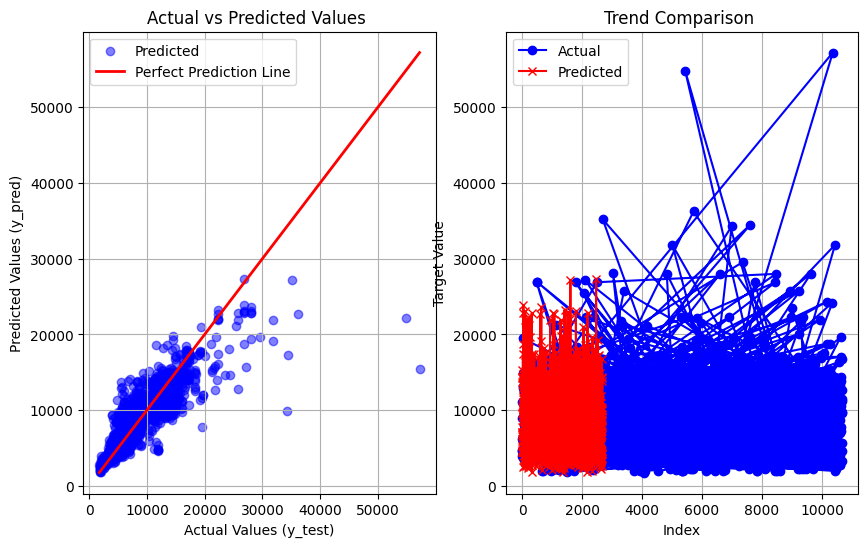 Actual vs Predicted Values
Predicted
Perfect Prediction Line
Predicted Values (y_pred)
50000
40000
30000
20000
10000
0
0
10000
20000
30000
40000
50000
Actual Values (y_test)
Trend Comparison
Actual
Predicted
Target Value
50000
40000
30000
20000
10000
0
0
2000
4000
6000
8000
10000
Index